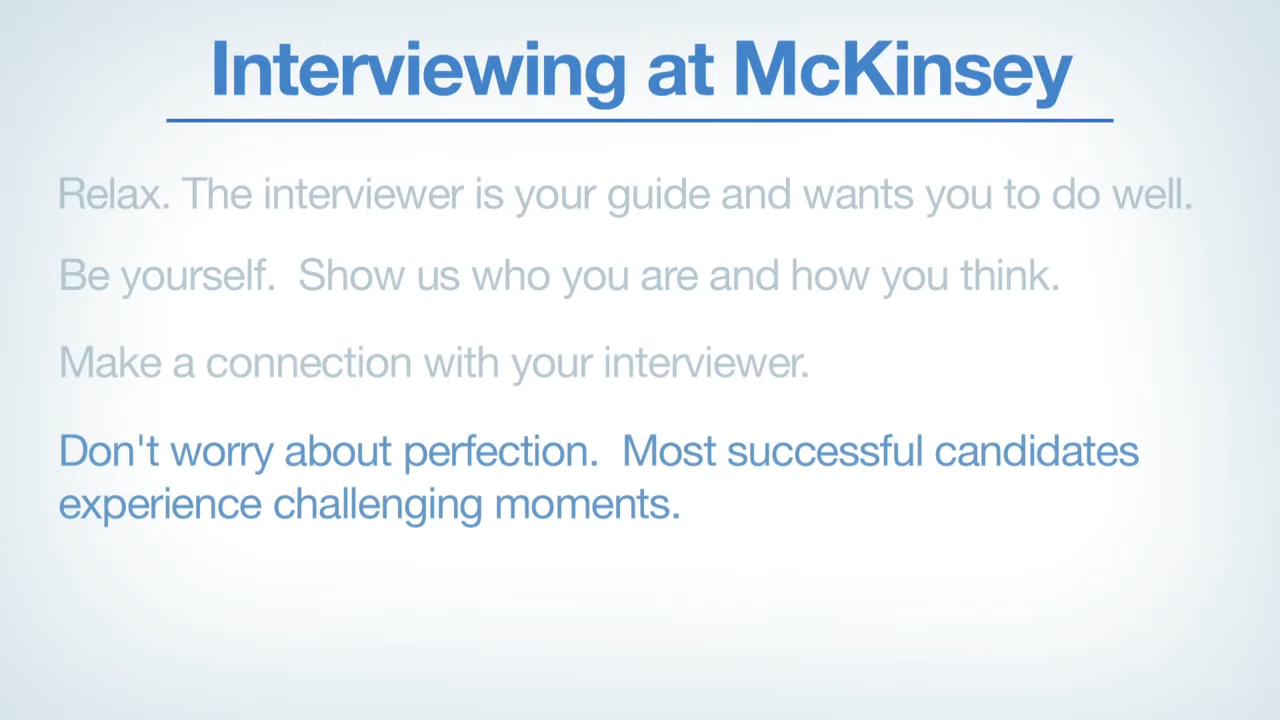 Interviewing at McKinsey
Relax. The interviewer is your guide and wants you to do well.
Be yourself.  Show us who you are and how you think.
Make a connection with your interviewer.
Don't worry about perfection.  Most successful candidates
experience challenging moments.